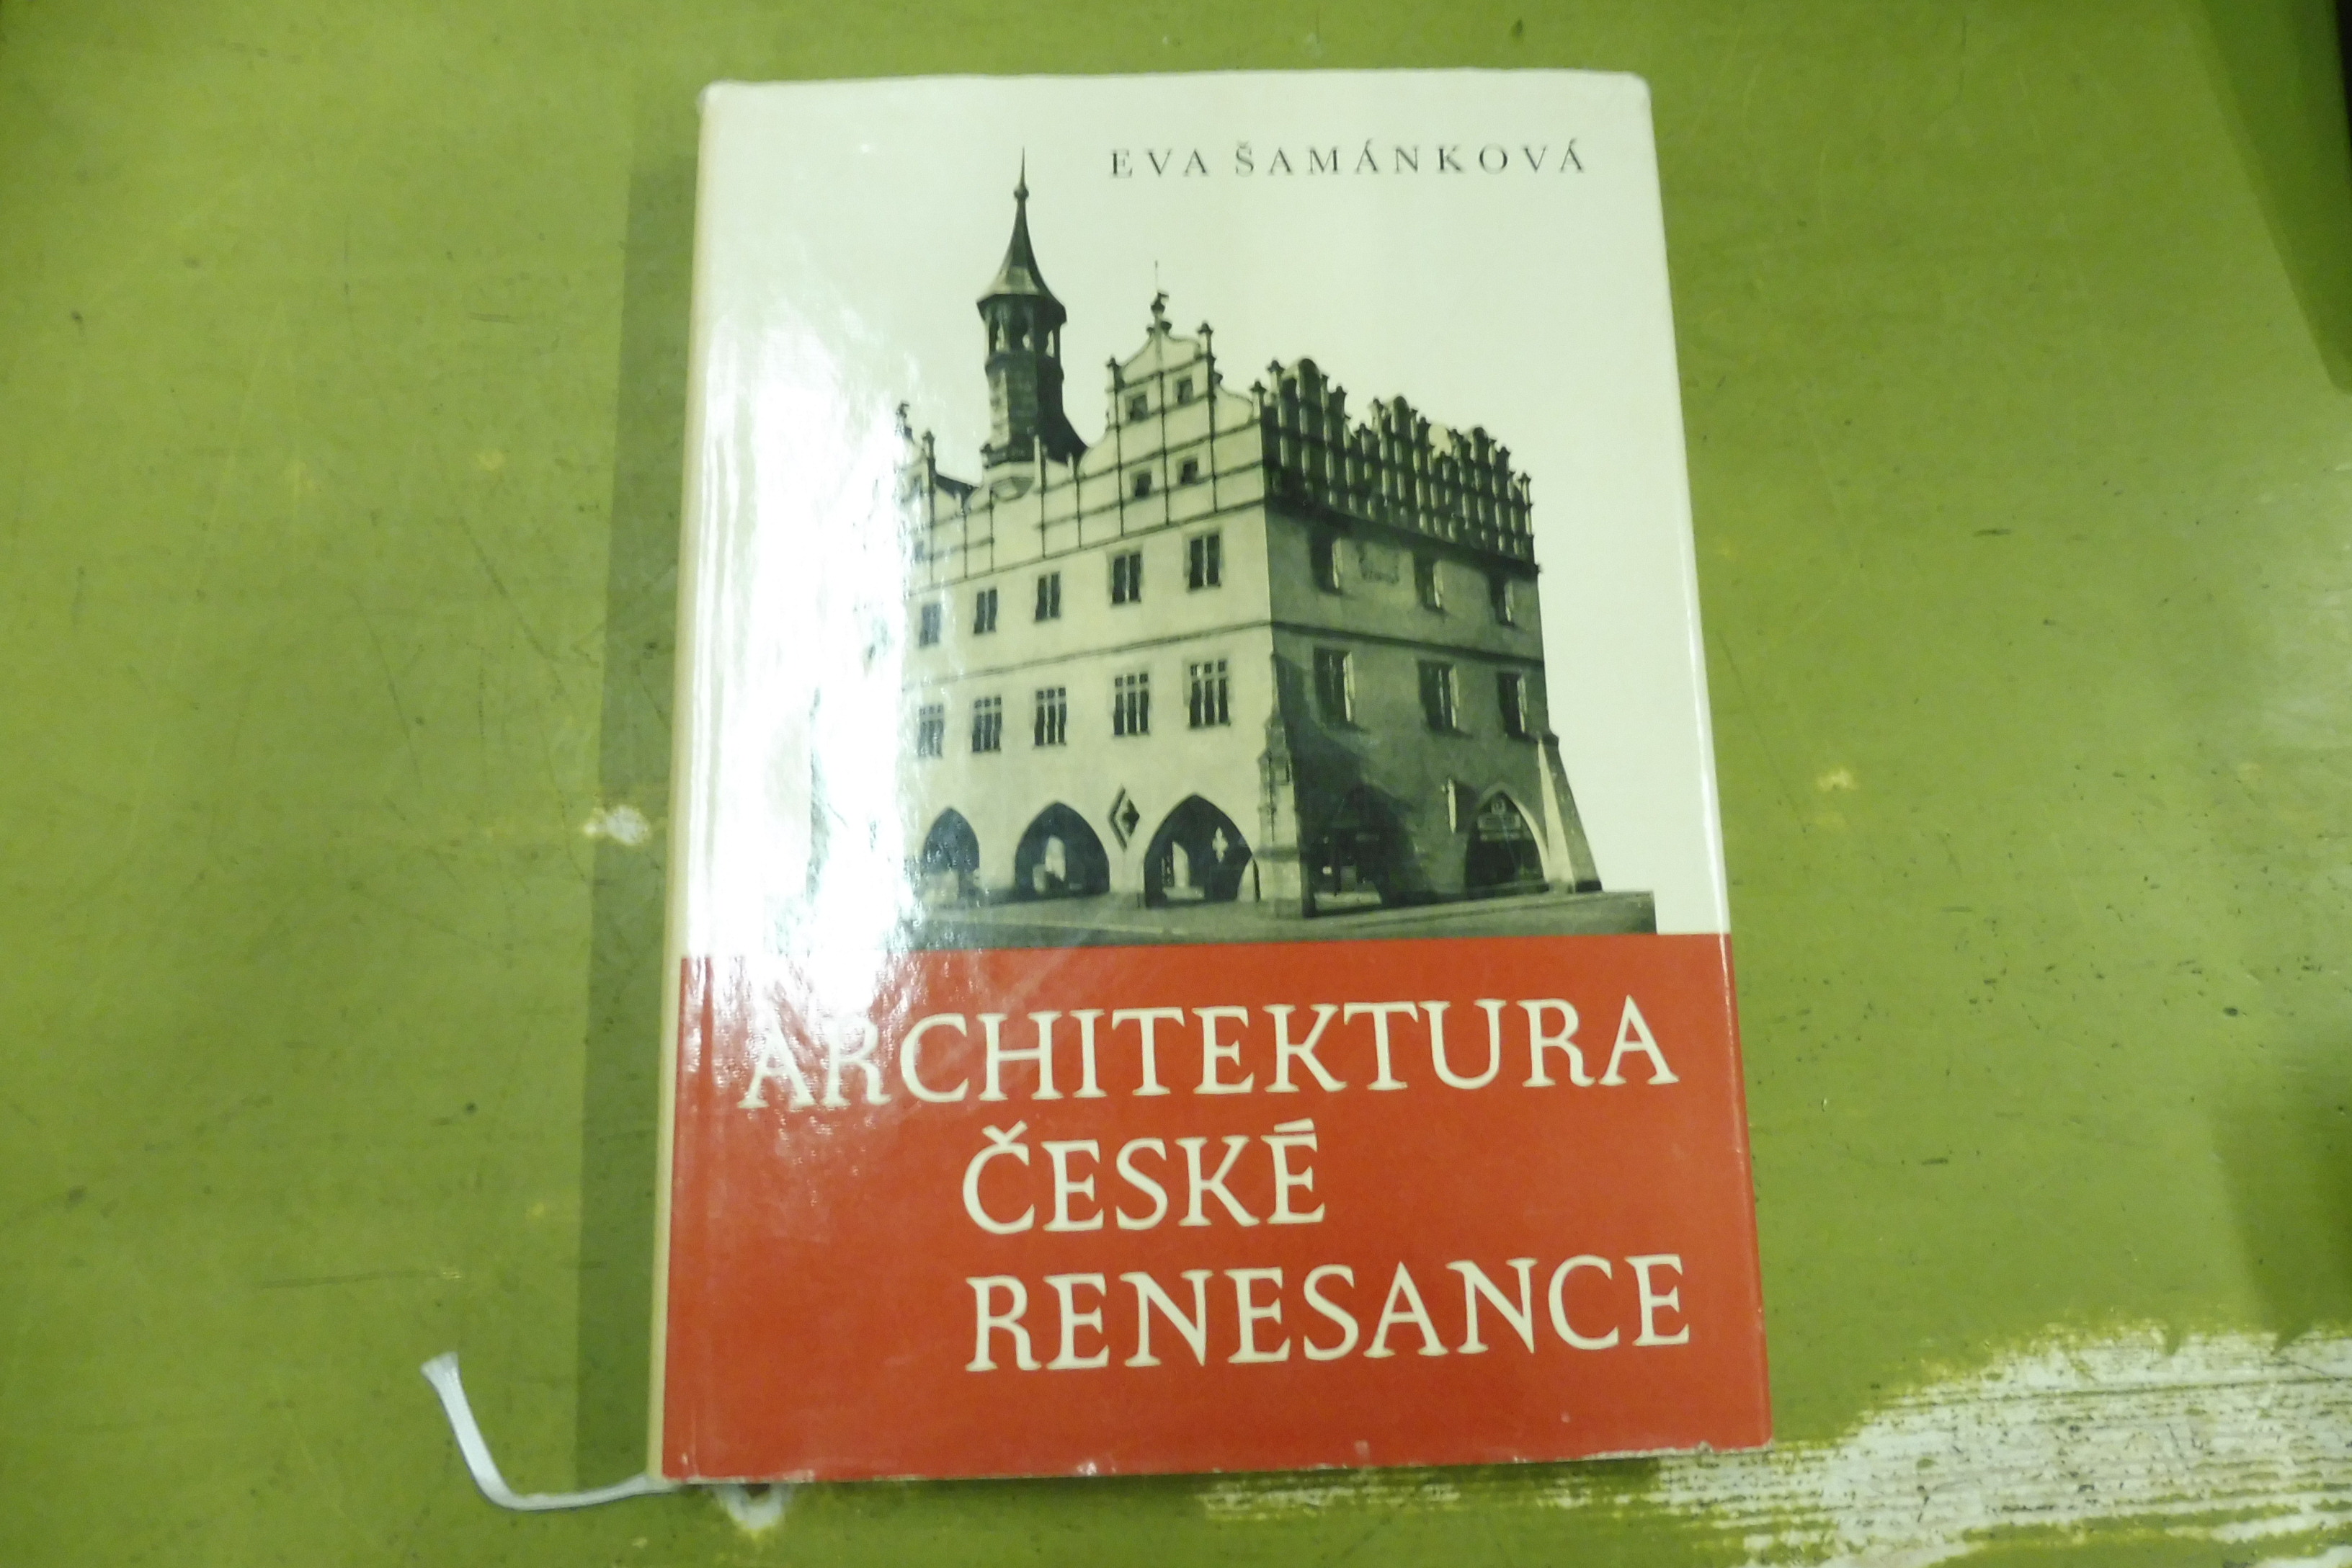 EVA ŠAMÁNKOVÁ
ARCHITEKTURA
ČESKÉ
RENESANCE